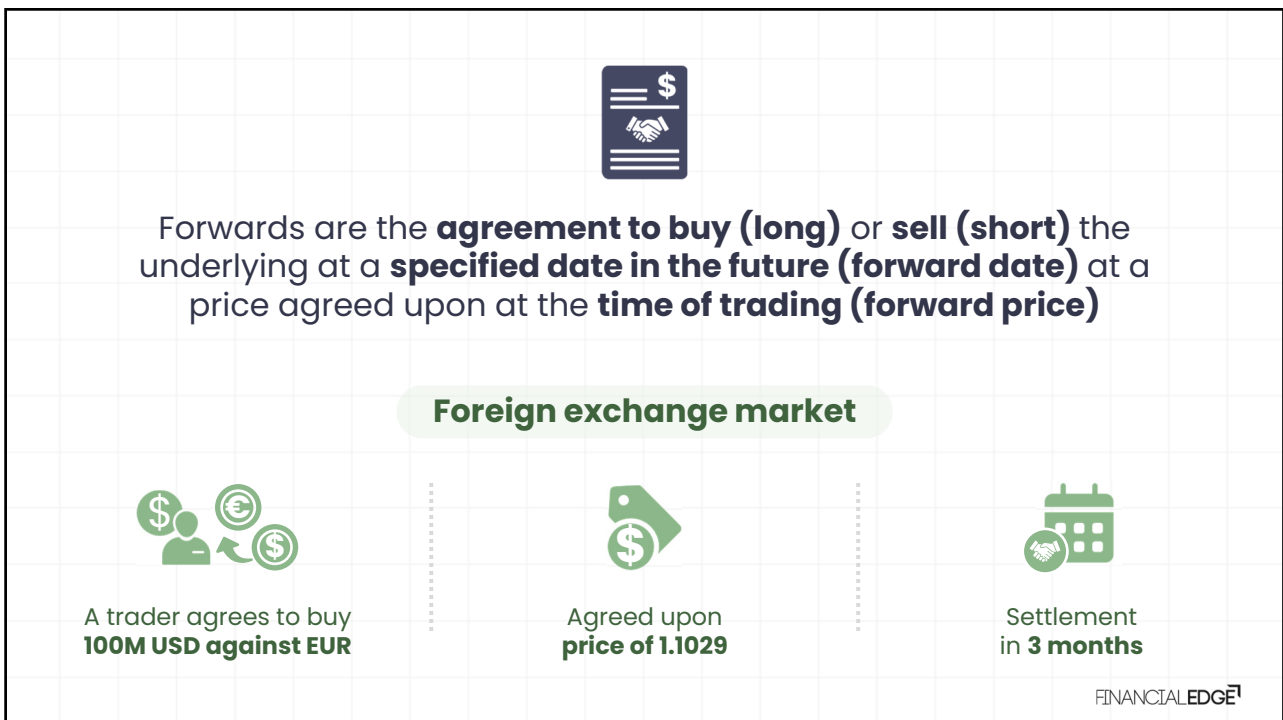 $
Forwards are the agreement to buy (long) or sell (short) the
underlying at a specified date in the future (forward date) at a
price agreed upon at the time of trading (forward price)
Foreign exchange market
$ € $
$
A trader agrees to buy
100M USD against EUR
Agreed upon
price of 1.1029
Settlement
in 3 months
FINANCIALEDGE